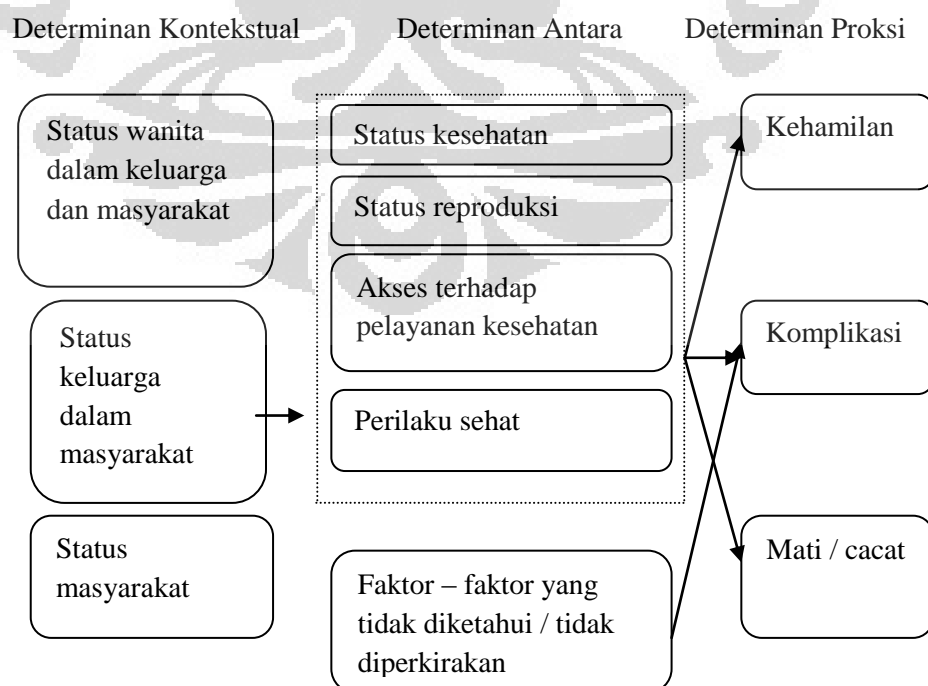 Determinan Kontekstual
Determinan Antara
Determinan Proksi
Status wanita
dalam keluarga
dan masyarakat
Status
keluarga
dalam
masyarakat
Status
masyarakat
Status kesehatan
Status reproduksi
Akses terhadap
pelayanan kesehatan
Perilaku sehat
Faktor – faktor yang
tidak diketahui / tidak
diperkirakan
Kehamilan
Komplikasi
Mati / cacat